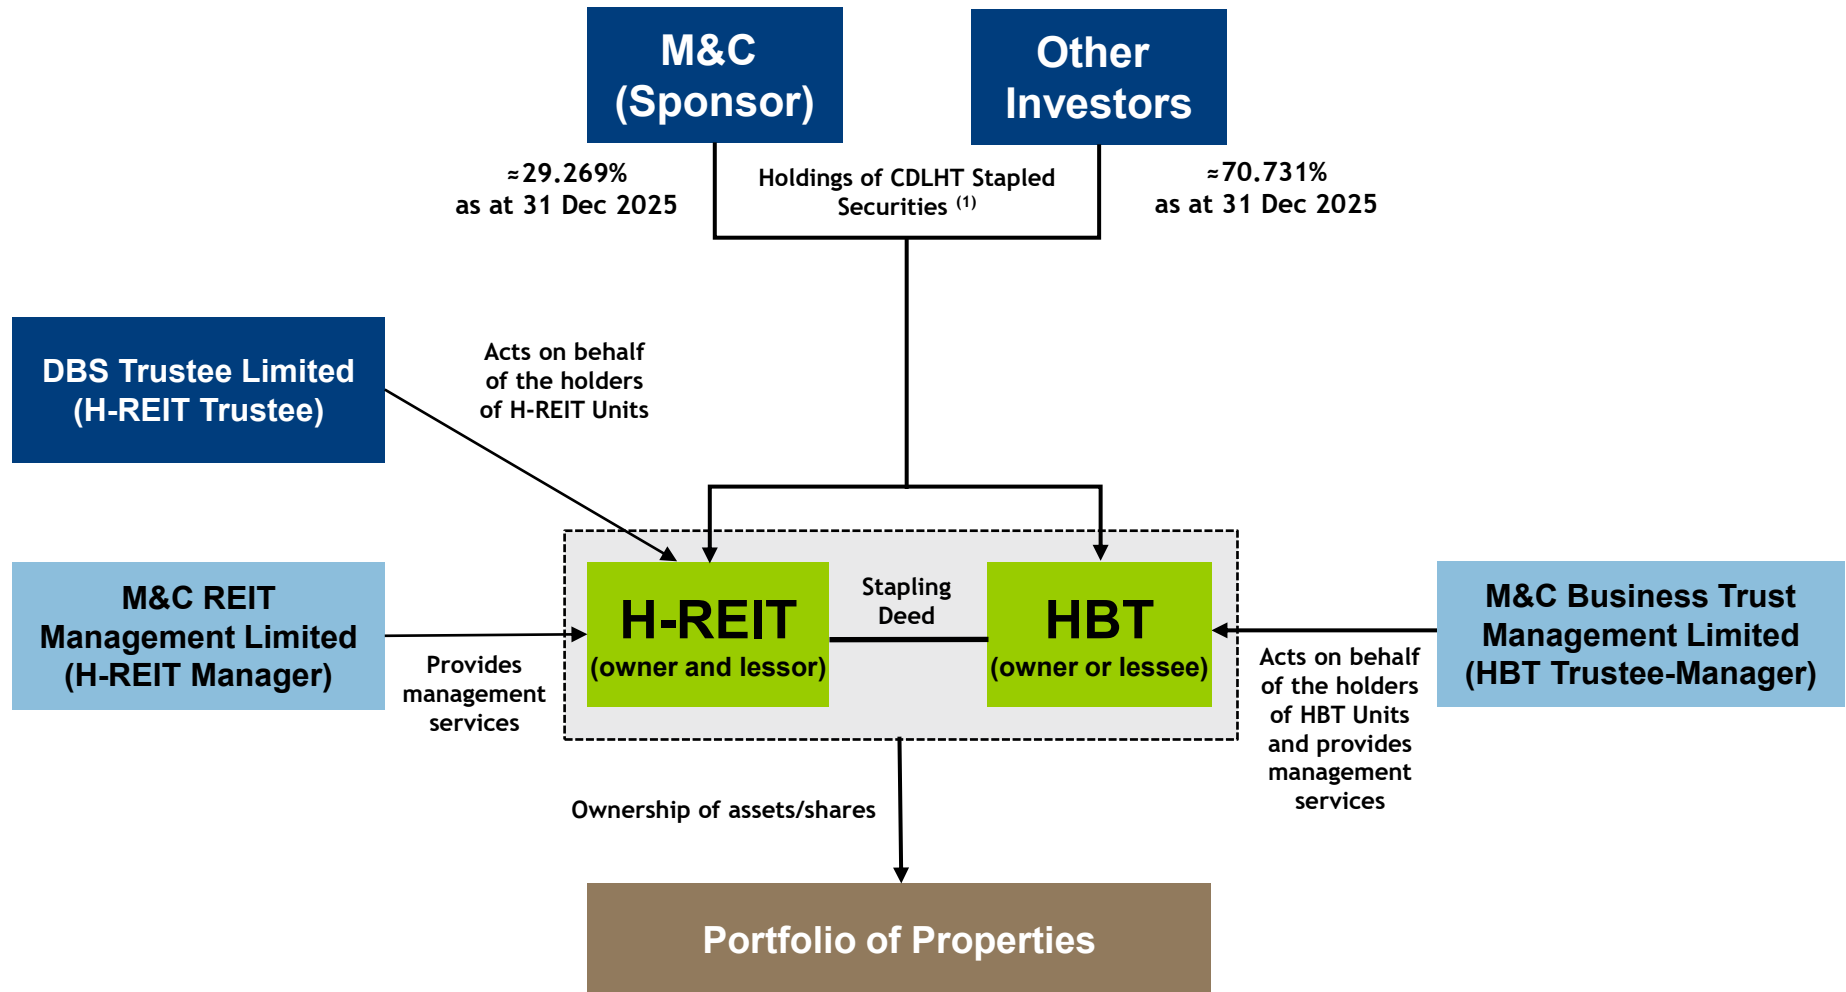 M&C
(Sponsor)
Other
Investors
≈29.269%
as at 31 Dec 2025
Holdings of CDLHT Stapled
Securities (1)
≈70.731%
as at 31 Dec 2025
DBS Trustee Limited
(H-REIT Trustee)
Acts on behalf
of the holders
of H-REIT Units
M&C REIT
Management Limited
(H-REIT Manager)
Provides
management
services
H-REIT
(owner and lessor)
Stapling
Deed
HBT
(owner or lessee)
M&C Business Trust
Management Limited
(HBT Trustee-Manager)
Acts on behalf
of the holders
of HBT Units
and provides
management
services
Ownership of assets/shares
Portfolio of Properties